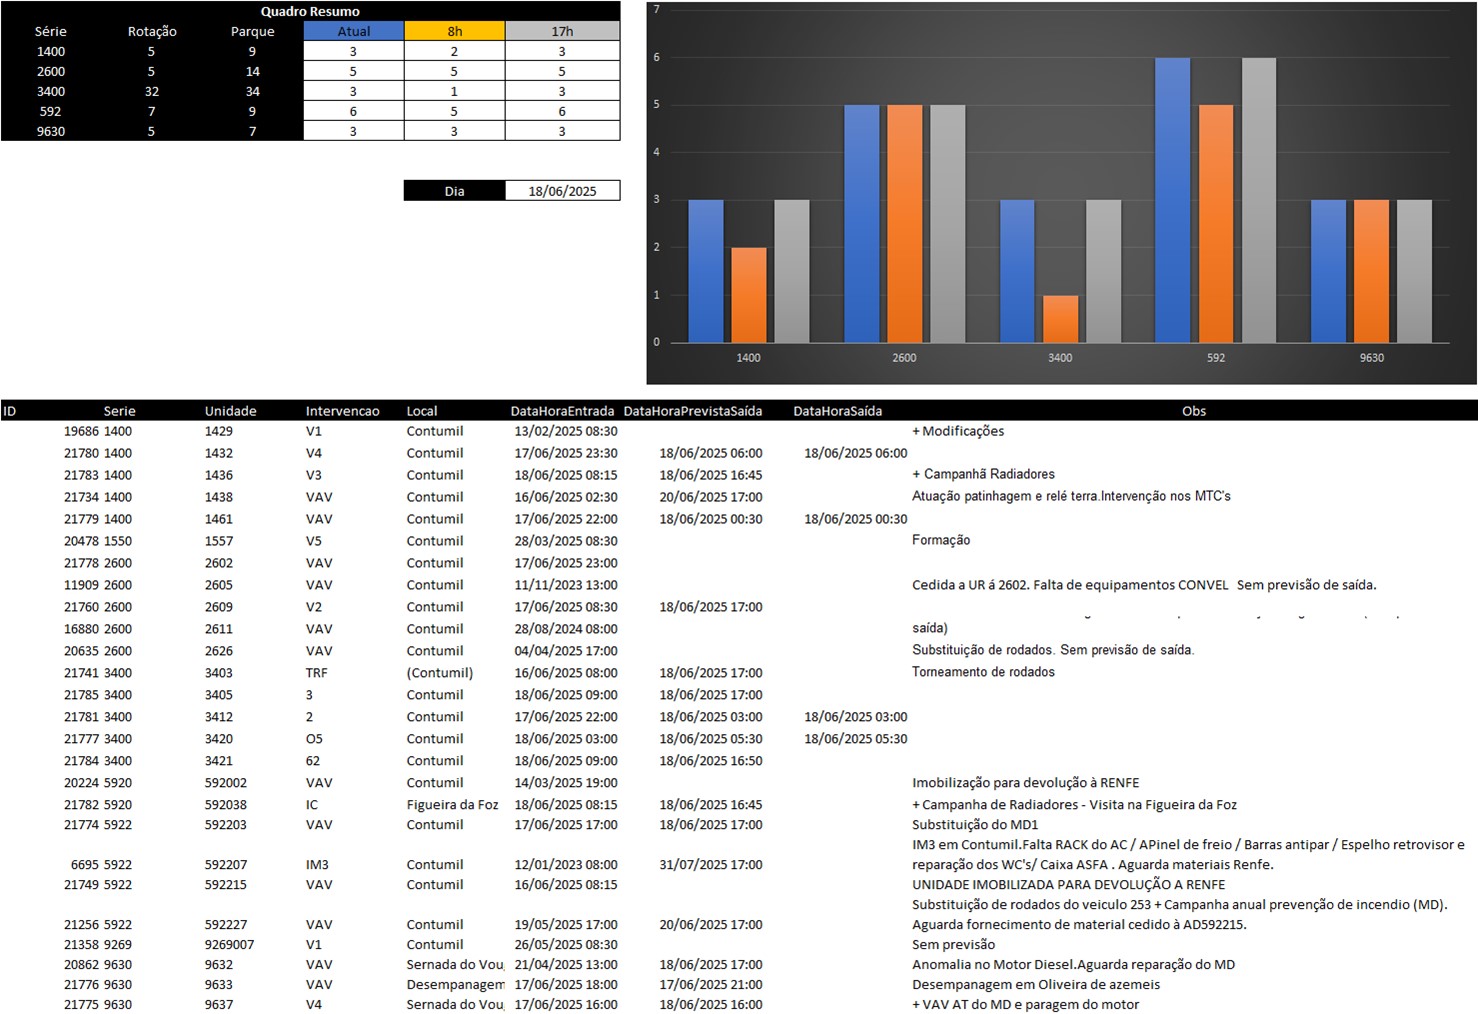 Quadro Resumo
Série Rotação Parque Atual 8h 17h
1400 5 9 3 2 3
2600 5 14 5 5 5
3400 32 34 3 1 3
592 7 9 6 5 6
9630 5 7 3 3 3
Dia 18/06/2025
7
6
5
4
3
2
1
0
1400 2600 3400 592 9630
ID Serie Unidade Intervencao Local DataHoraEntrada DataHoraPrevistaSaída DataHoraSaída Obs
19686 1400 1429 V1 Contumil 13/02/2025 08:30 + Modificações
21780 1400 1432 V4 Contumil 17/06/2025 23:30 18/06/2025 06:00 18/06/2025 06:00
21783 1400 1436 V3 Contumil 18/06/2025 08:15 18/06/2025 16:45 + Campanhã Radiadores
21734 1400 1438 VAV Contumil 16/06/2025 02:30 20/06/2025 17:00 Atuação patinhagem e relé terra.Intervenção nos MTC's
21779 1400 1461 VAV Contumil 17/06/2025 22:00 18/06/2025 00:30 18/06/2025 00:30
20478 1550 1557 V5 Contumil 28/03/2025 08:30 Formação
21778 2600 2602 VAV Contumil 17/06/2025 23:00
11909 2600 2605 VAV Contumil 11/11/2023 13:00 Cedida a UR á 2602. Falta de equipamentos CONVEL Sem previsão de saída.
21760 2600 2609 V2 Contumil 17/06/2025 08:30 18/06/2025 17:00
16880 2600 2611 VAV Contumil 28/08/2024 08:00 saída)
20635 2600 2626 VAV Contumil 04/04/2025 17:00 Substituição de rodados. Sem previsão de saída.
21741 3400 3403 TRF (Contumil) 16/06/2025 08:00 18/06/2025 17:00 Torneamento de rodados
21785 3400 3405 3 Contumil 18/06/2025 09:00 18/06/2025 17:00
21781 3400 3412 2 Contumil 17/06/2025 22:00 18/06/2025 03:00 18/06/2025 03:00
21777 3400 3420 O5 Contumil 18/06/2025 03:00 18/06/2025 05:30 18/06/2025 05:30
21784 3400 3421 62 Contumil 18/06/2025 09:00 18/06/2025 16:50
20224 5920 592002 VAV Contumil 14/03/2025 19:00 Imobilização para devolução à RENFE
21782 5920 592038 IC Figueira da Foz 18/06/2025 08:15 18/06/2025 16:45 + Campanha de Radiadores - Visita na Figueira da Foz
21774 5922 592203 VAV Contumil 17/06/2025 17:00 18/06/2025 17:00 Substituição do MD1
IM3 em Contumil.Falta RACK do AC / APinel de freio / Barras antipar / Espelho retrovisor e
6695 5922 592207 IM3 Contumil 12/01/2023 08:00 31/07/2025 17:00 reparação dos WC's/ Caixa ASFA . Aguarda materiais Renfe.
21749 5922 592215 VAV Contumil 16/06/2025 08:15 UNIDADE IMOBILIZADA PARA DEVOLUÇÃO A RENFE
Substituição de rodados do veiculo 253 + Campanha anual prevenção de incendio (MD).
21256 5922 592227 VAV Contumil 19/05/2025 17:00 20/06/2025 17:00 Aguarda fornecimento de material cedido à AD592215.
21358 9269 9269007 V1 Contumil 26/05/2025 08:30 Sem previsão
20862 9630 9632 VAV Sernada do Vou 21/04/2025 13:00 18/06/2025 17:00 Anomalia no Motor Diesel.Aguarda reparação do MD
21776 9630 9633 VAV Desempanagem 17/06/2025 18:00 17/06/2025 21:00 Desempanagem em Oliveira de azemeis
21775 9630 9637 V4 Sernada do Vou 17/06/2025 16:00 18/06/2025 16:00 + VAV AT do MD e paragem do motor